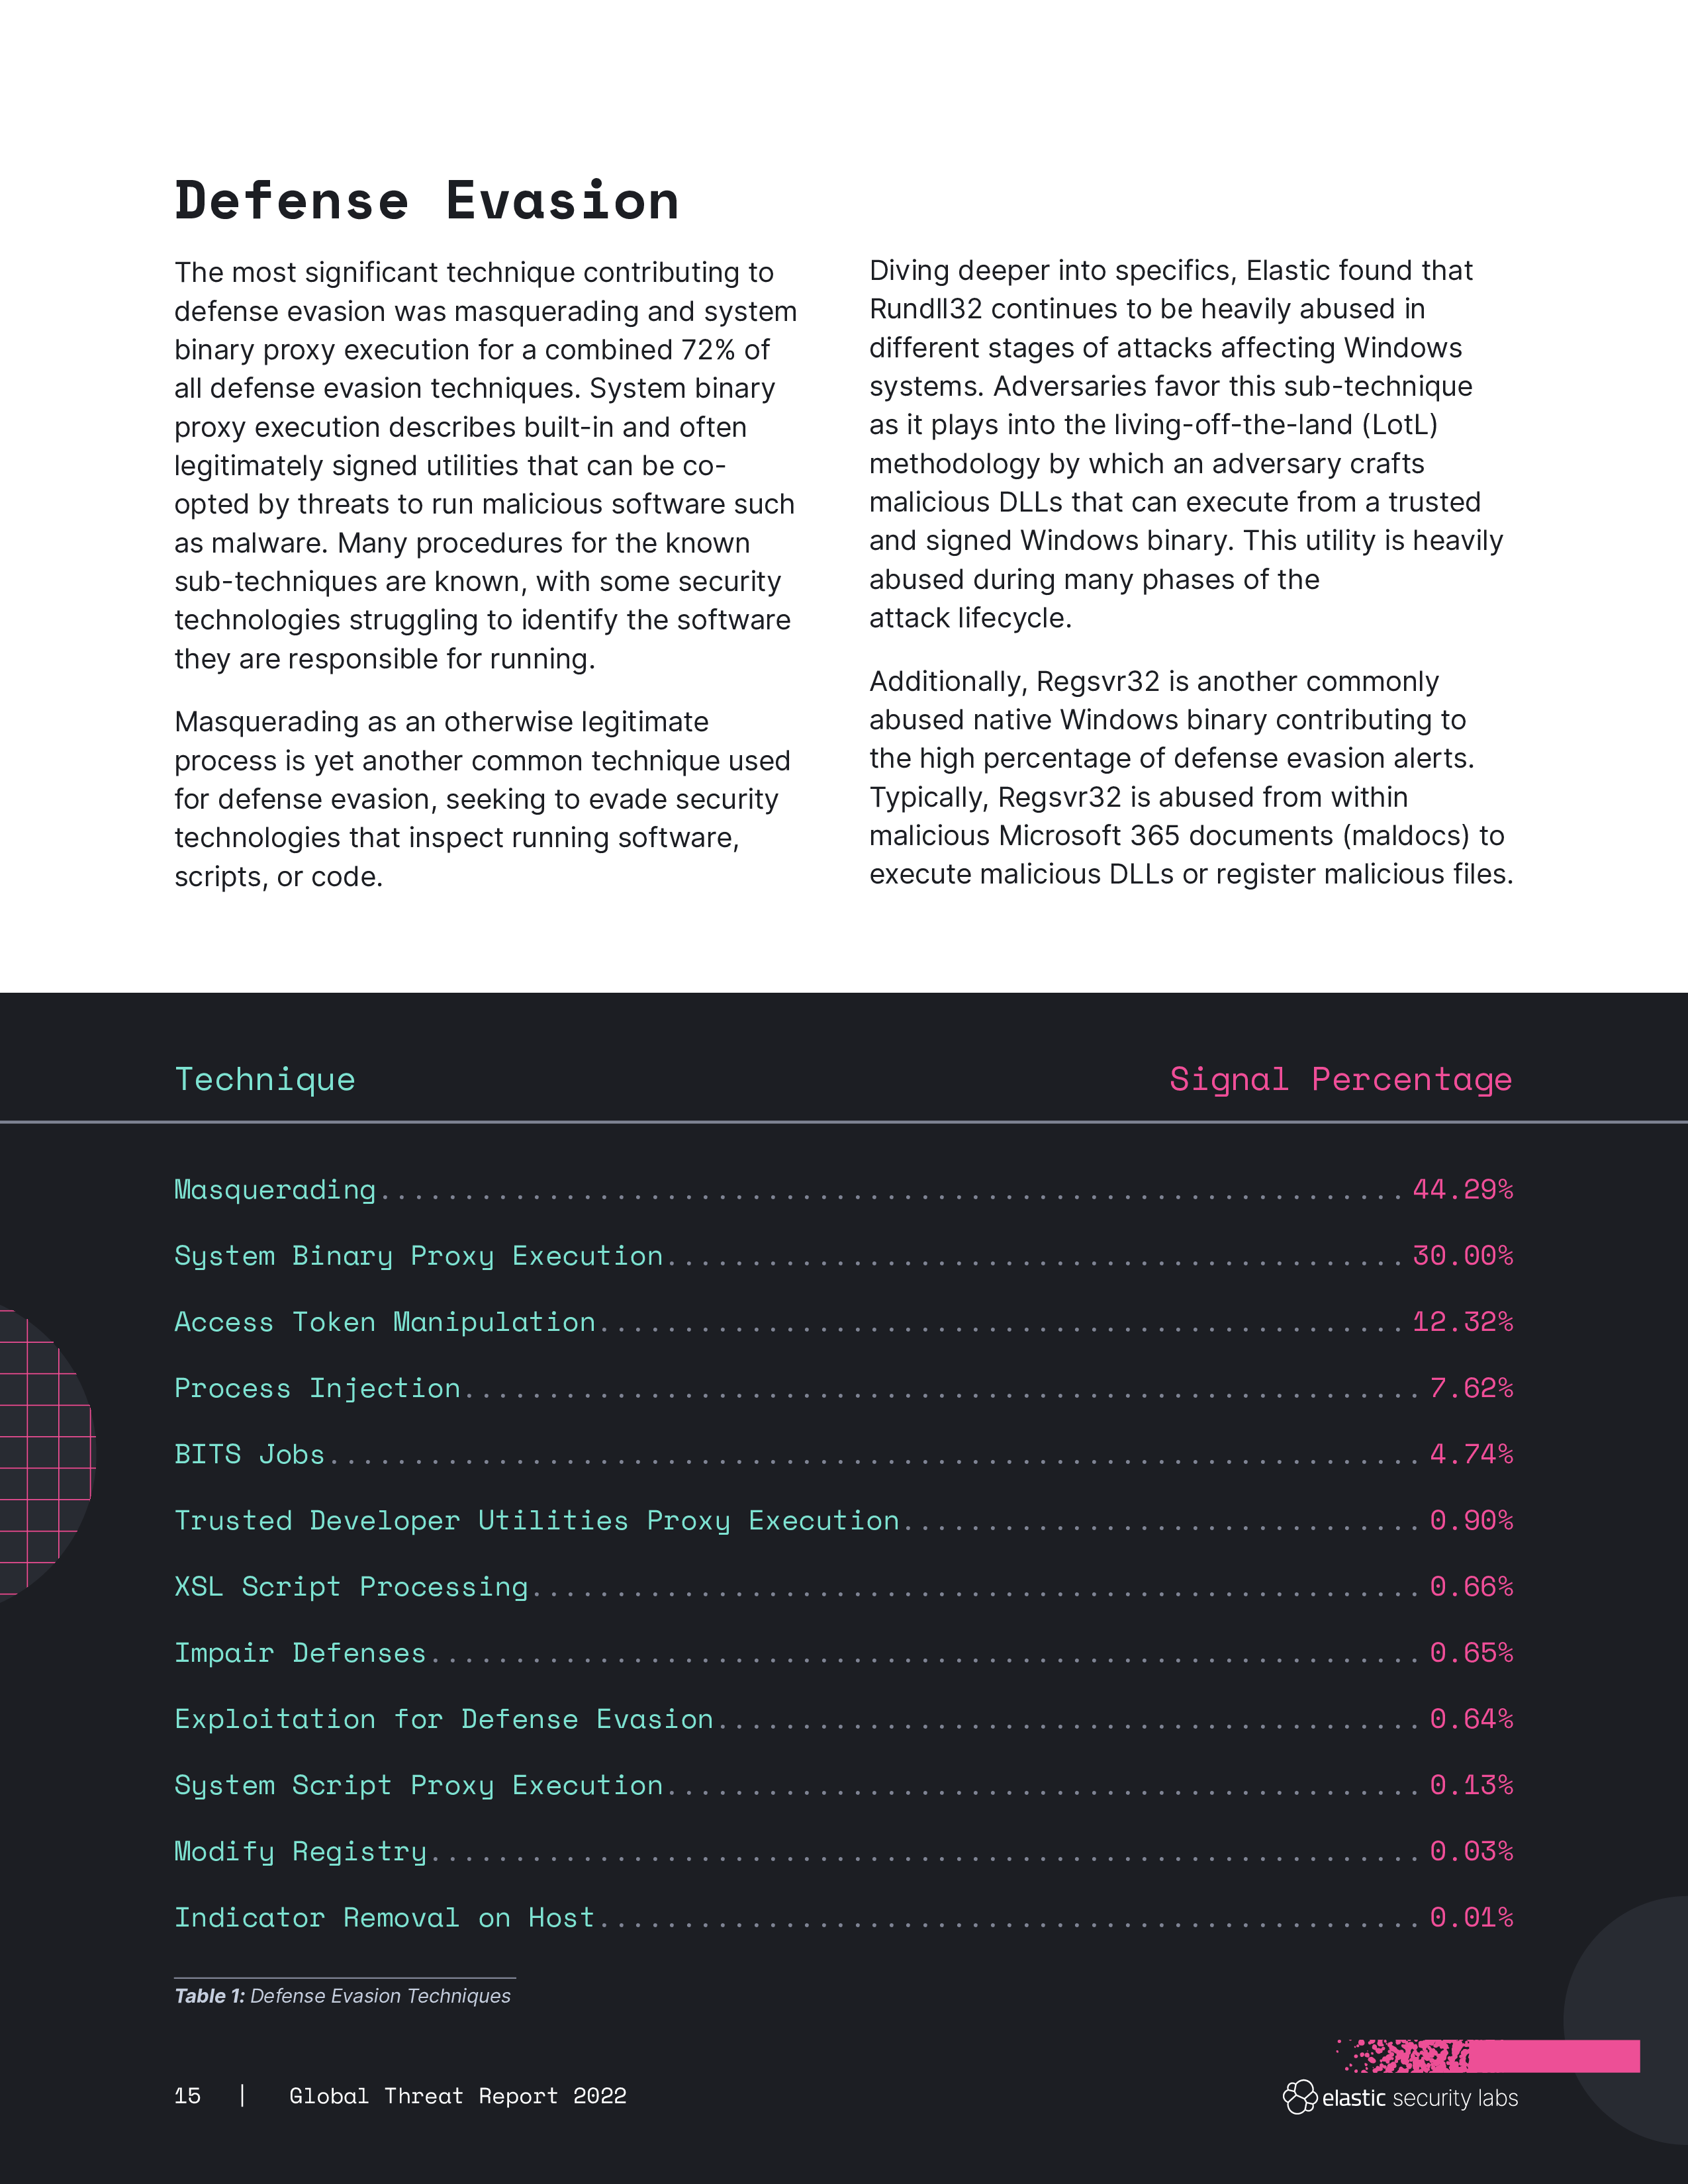 Defense Evasion
The most significant technique contributing to
defense evasion was masquerading and system
binary proxy execution for a combined 72% of
all defense evasion techniques. System binary
proxy execution describes built-in and often
legitimately signed utilities that can be co-
opted by threats to run malicious software such
as malware. Many procedures for the known
sub-techniques are known, with some security
technologies struggling to identify the software
they are responsible for running.
Masquerading as an otherwise legitimate
process is yet another common technique used
for defense evasion, seeking to evade security
technologies that inspect running software,
scripts, or code.
Diving deeper into specifics, Elastic found that
Rundll32 continues to be heavily abused in
different stages of attacks affecting Windows
systems. Adversaries favor this sub-technique
as it plays into the living-off-the-land (LotL)
methodology by which an adversary crafts
malicious DLLs that can execute from a trusted
and signed Windows binary. This utility is heavily
abused during many phases of the
attack lifecycle.
Additionally, Regsvr32 is another commonly
abused native Windows binary contributing to
the high percentage of defense evasion alerts.
Typically, Regsvr32 is abused from within
malicious Microsoft 365 documents (maldocs) to
execute malicious DLLs or register malicious files.
Technique Signal Percentage
Masquerading 44.29%
System Binary Proxy Execution 30.00%
Access Token Manipulation 12.32%
Process Injection 7.62%
BITS Jobs 4.74%
Trusted Developer Utilities Proxy Execution 0.90%
XSL Script Processing 0.66%
Impair Defenses 0.65%
Exploitation for Defense Evasion 0.64%
System Script Proxy Execution 0.13%
Modify Registry 0.03%
Indicator Removal on Host 0.01%
Table 1: Defense Evasion Techniques
15 | Global Threat Report 2022
elastic security labs